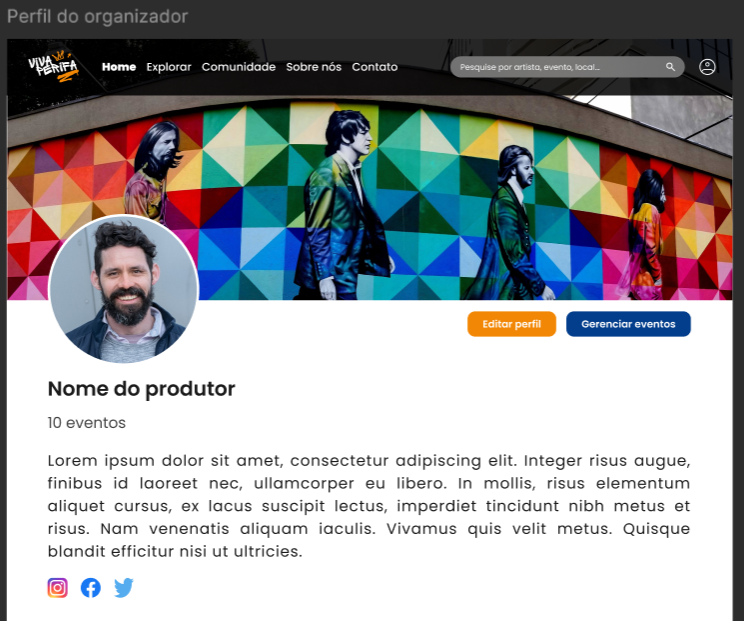 Perfil do organizador
VIVA
PERIFA
Home Explorar Comunidade Sobre nós Contato
Pesquise por artista, evento, local...
Editar perfil Gerenciar eventos
Nome do produtor
10 eventos
Lorem ipsum dolor sit amet, consectetur adipiscing elit. Integer risus augue,
finibus id laoreet nec, ullamcorper eu libero. In mollis, risus elementum
aliquet cursus, ex lacus suscipit lectus, imperdiet tincidunt nibh metus et
risus. Nam venenatis aliquam iaculis. Vivamus quis velit metus. Quisque
blandit efficitur nisi ut ultricies.